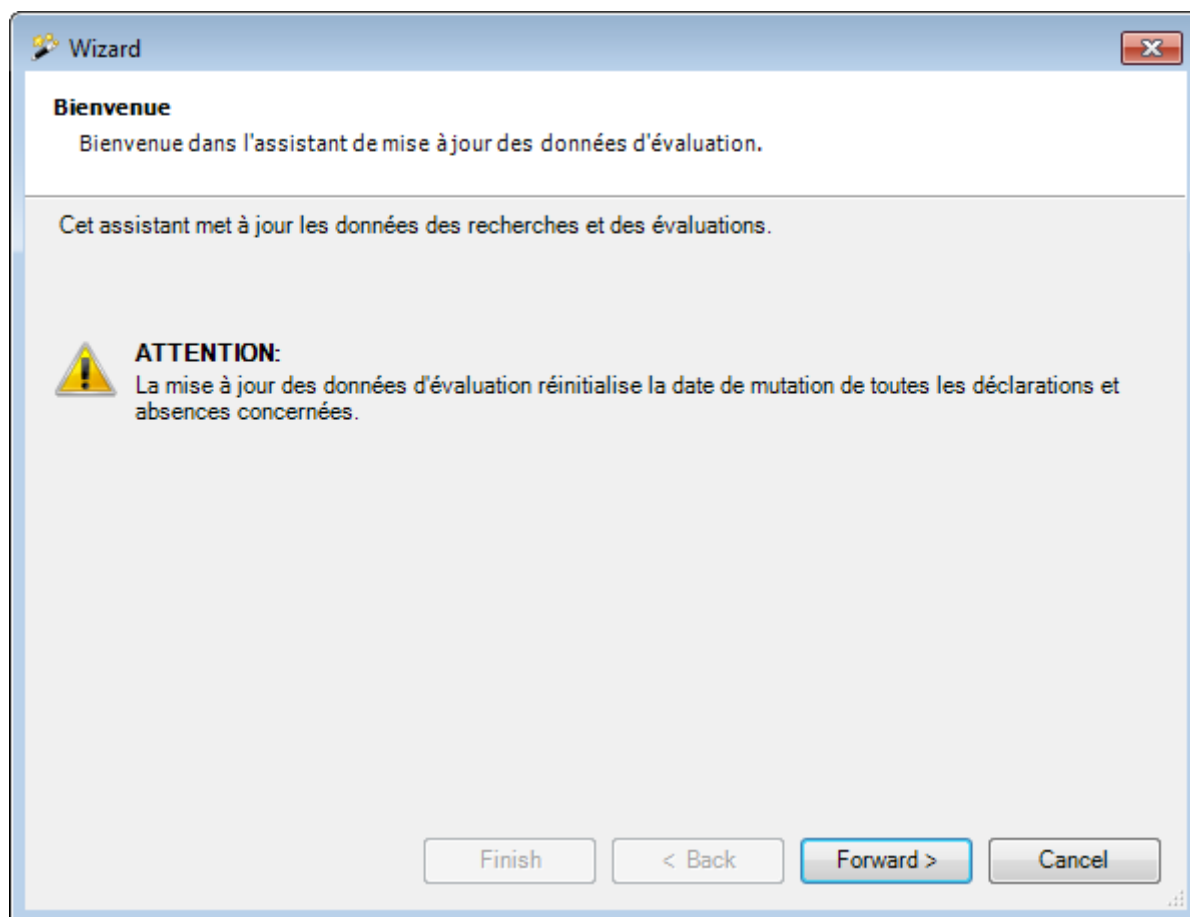 Wizard
Bienvenue
Bienvenue dans l'assistant de mise à jour des données d'évaluation.
Cet assistant met à jour les données des recherches et des évaluations.
ATTENTION:
La mise à jour des données d'évaluation réinitialise la date de mutation de toutes les déclarations et
absences concernées.
Finish
< Back
Forward >
Cancel